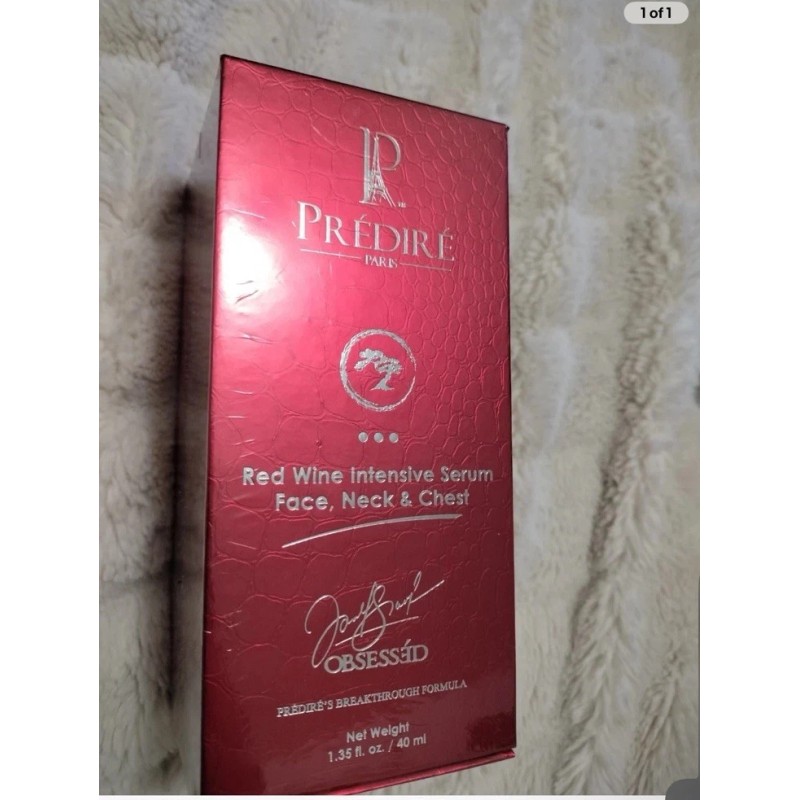 1 of 1
PRÉDIRÉ
PARIS
Red Wine Intensive Serum
Face, Neck & Chest
OBSESSÉD
PRÉDIRÉ'S BREAKTHROUGH FORMULA
Net Weight
1.35 fl. oz. / 40 ml